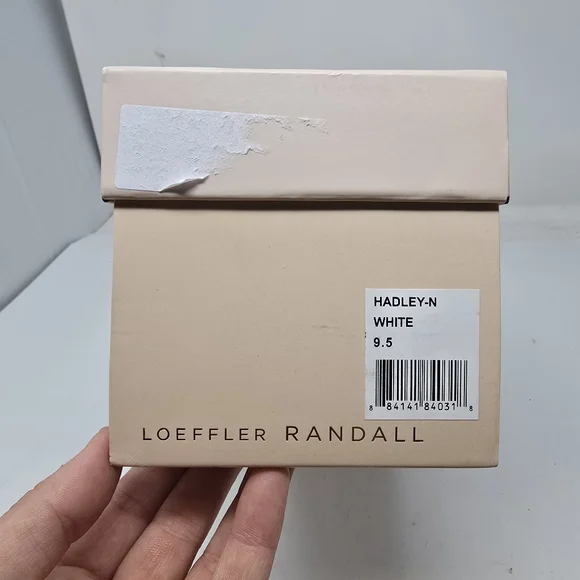 HADLEY-N
WHITE
9.5
8 84141 84031 8
LOEFFLER RANDALL